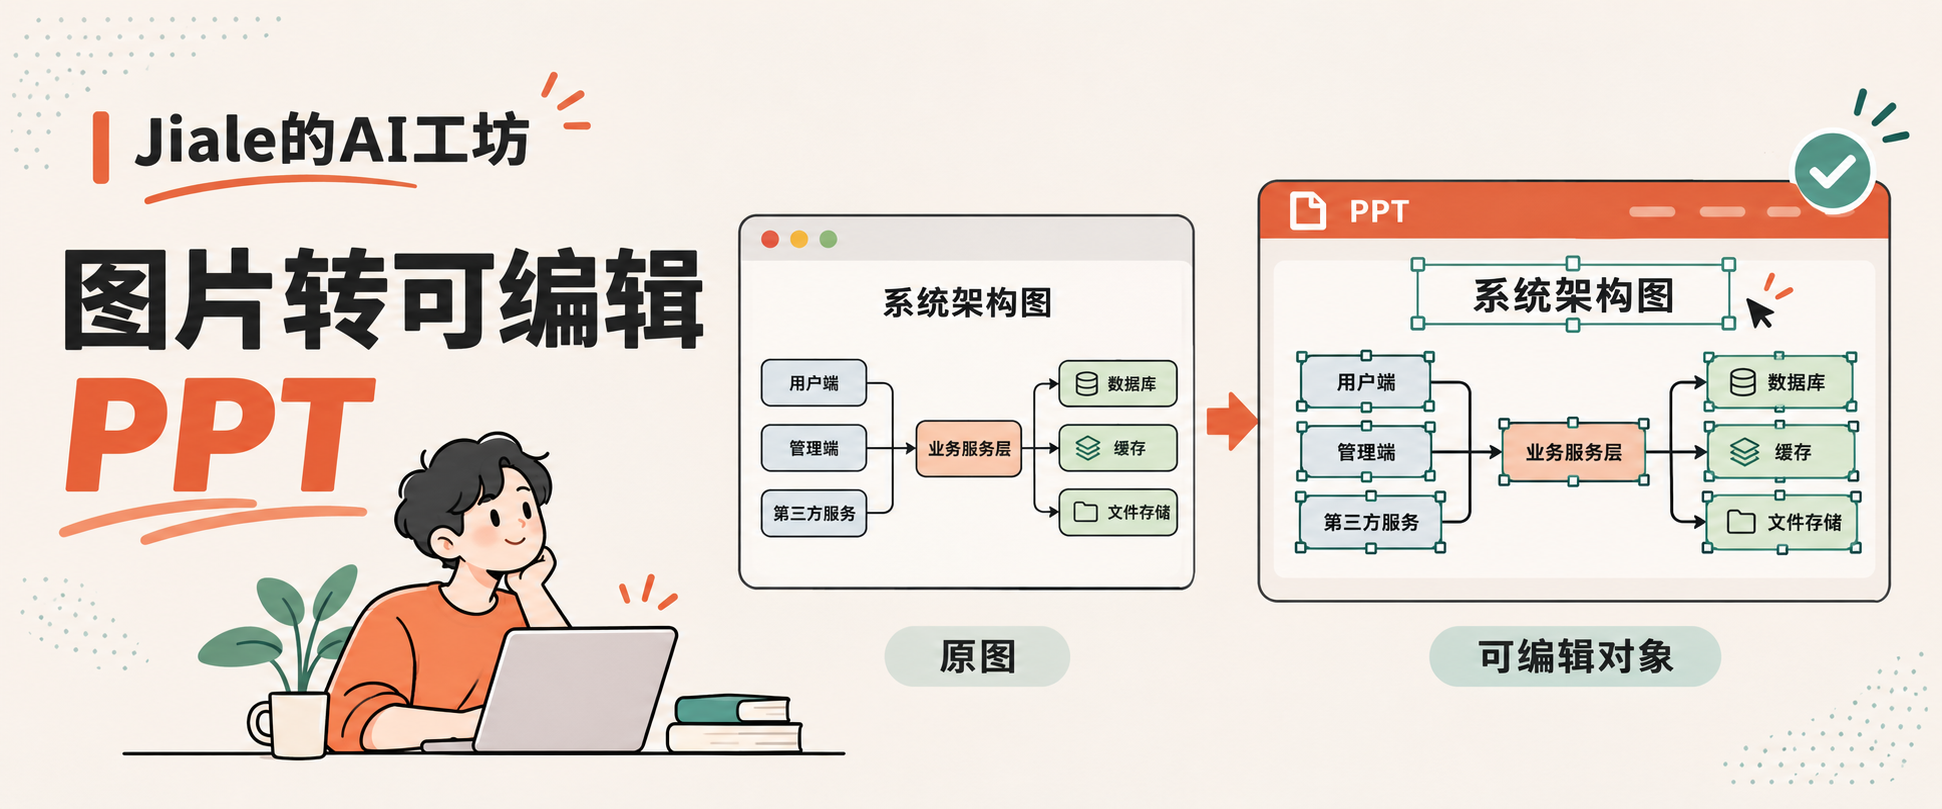 Jiale的AI工坊
图片转可编辑
PPT
系统架构图
用户端
管理端
第三方服务
业务服务层
数据库
缓存
文件存储
原图
PPT
系统架构图
用户端
管理端
第三方服务
业务服务层
数据库
缓存
文件存储
可编辑对象